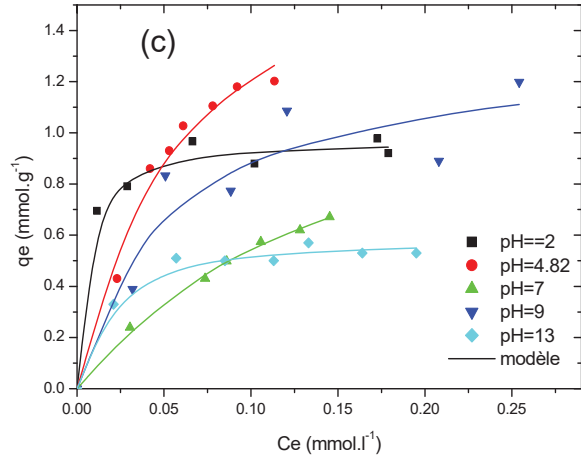 (c)
qe (mmol.g⁻¹)
1.4
1.2
1.0
0.8
0.6
0.4
0.2
0.0
0.00 0.05 0.10 0.15 0.20 0.25
Ce (mmol.l⁻¹)
pH==2
pH=4.82
pH=7
pH=9
pH=13
modèle